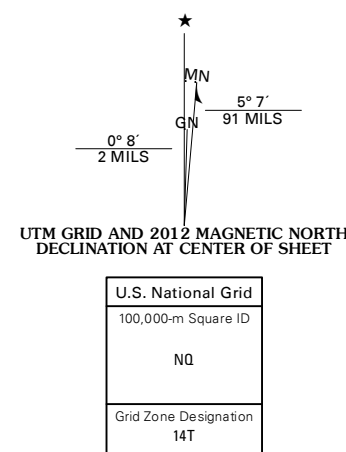 ★
MN
GN
5° 7´
91 MILS
0° 8´
2 MILS
UTM GRID AND 2012 MAGNETIC NORTH
DECLINATION AT CENTER OF SHEET
U.S. National Grid
100,000-m Square ID
NQ
Grid Zone Designation
14T